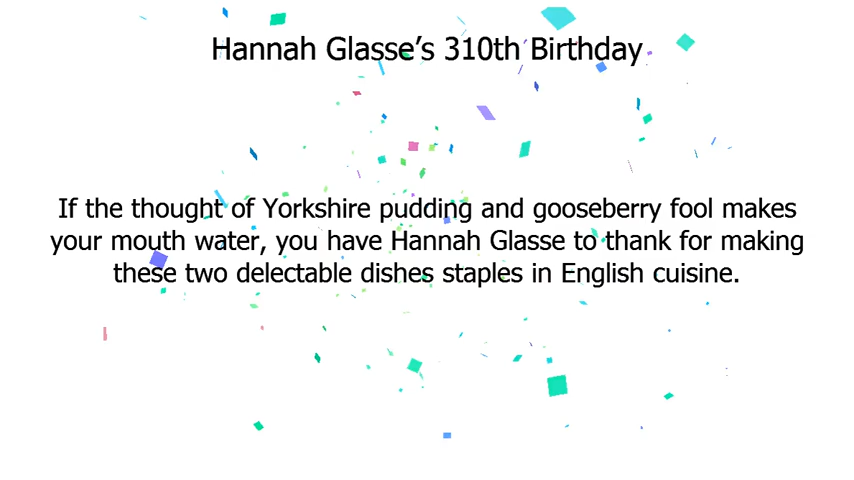 Hannah Glasse’s 310th Birthday
If the thought of Yorkshire pudding and gooseberry fool makes
your mouth water, you have Hannah Glasse to thank for making
these two delectable dishes staples in English cuisine.